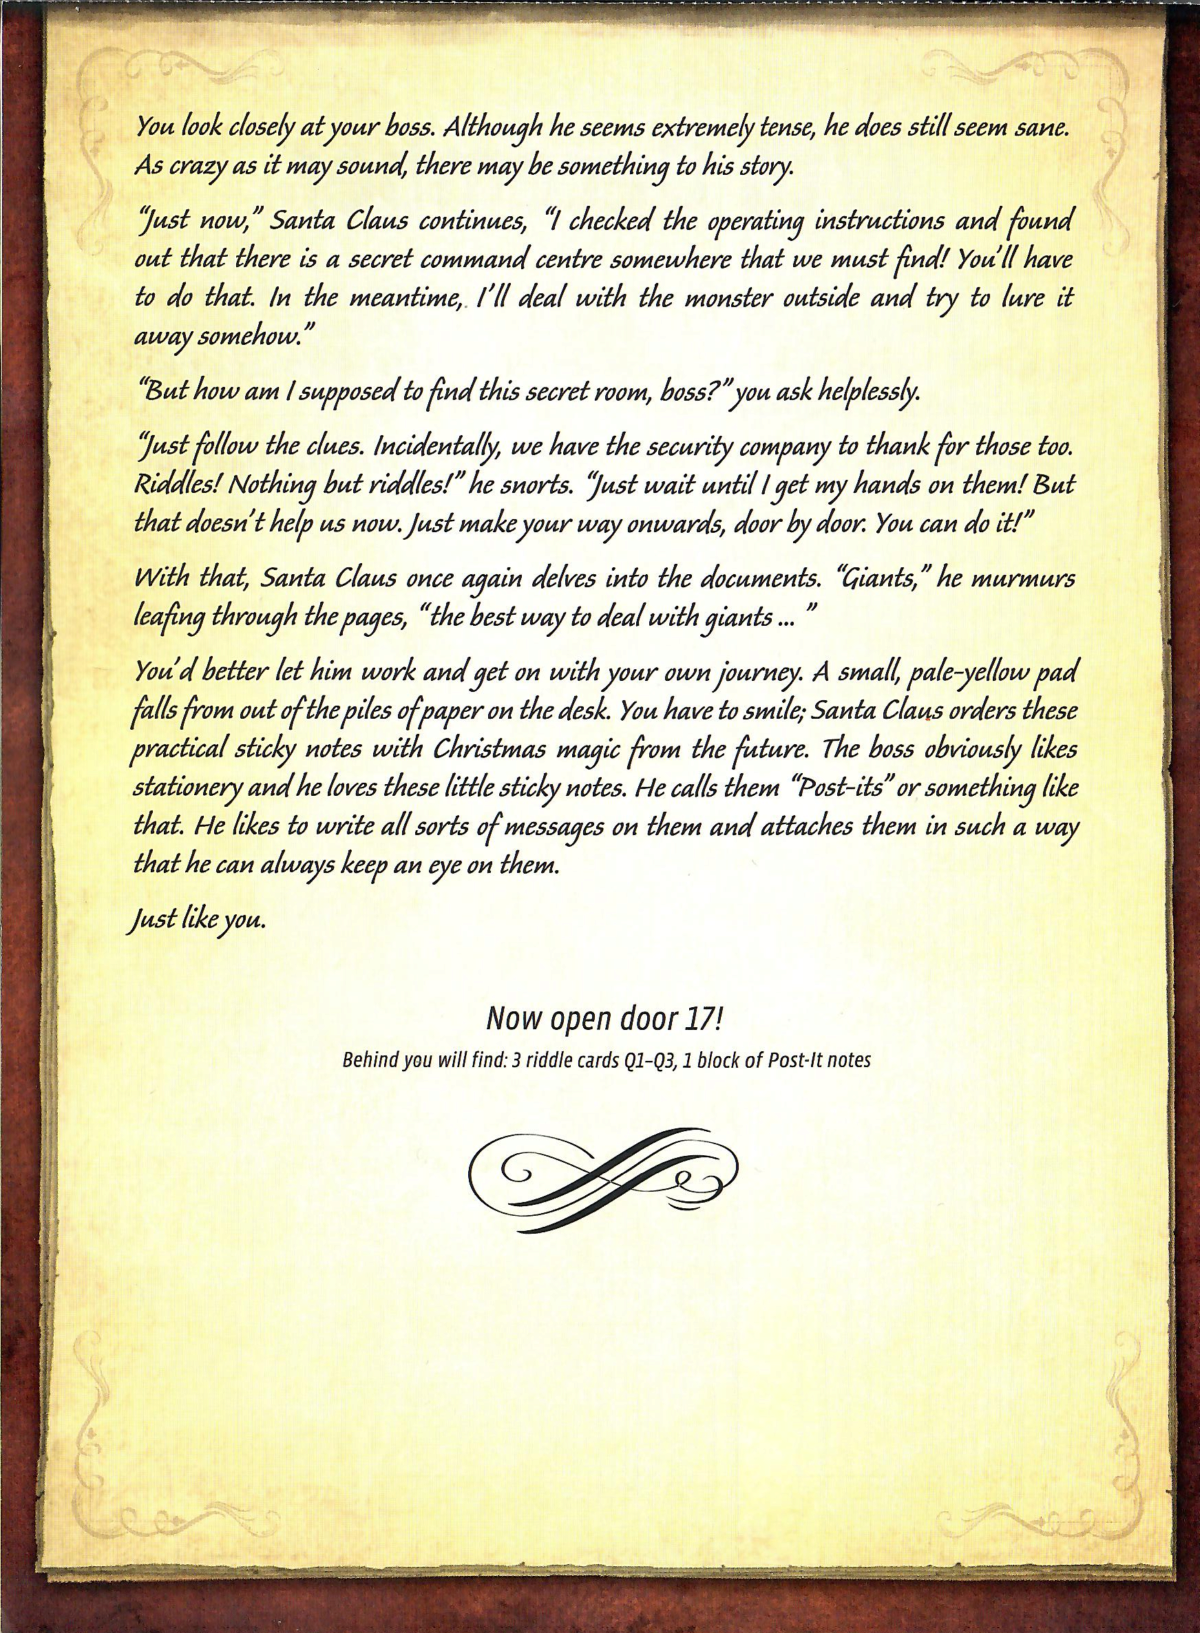 You look closely at your boss. Although he seems extremely tense, he does still seem sane.
As crazy as it may sound, there may be something to his story.
“Just now,” Santa Claus continues, “I checked the operating instructions and found
out that there is a secret command centre somewhere that we must find! You’ll have
to do that. In the meantime, I’ll deal with the monster outside and try to lure it
away somehow.”
“But how am I supposed to find this secret room, boss?” you ask helplessly.
“Just follow the clues. Incidentally, we have the security company to thank for those too.
Riddles! Nothing but riddles!” he snorts. “Just wait until I get my hands on them! But
that doesn’t help us now. Just make your way onwards, door by door. You can do it!”
With that, Santa Claus once again delves into the documents. “Giants,” he murmurs
leafing through the pages, “the best way to deal with giants ... ”
You’d better let him work and get on with your own journey. A small, pale-yellow pad
falls from out of the piles of paper on the desk. You have to smile; Santa Claus orders these
practical sticky notes with Christmas magic from the future. The boss obviously likes
stationery and he loves these little sticky notes. He calls them “Post-its” or something like
that. He likes to write all sorts of messages on them and attaches them in such a way
that he can always keep an eye on them.
Just like you.
Now open door 17!
Behind you will find: 3 riddle cards Q1–Q3, 1 block of Post-It notes